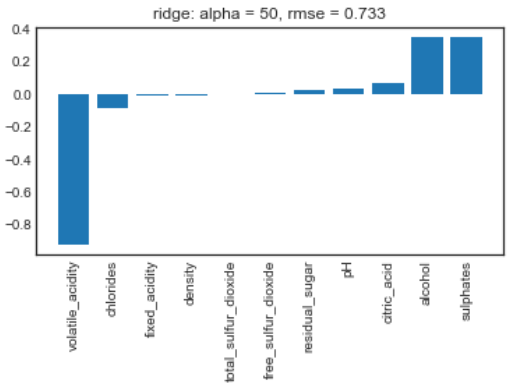 ridge: alpha = 50, rmse = 0.733
0.4
0.2
0.0
−0.2
−0.4
−0.6
−0.8
volatile_acidity
chlorides
fixed_acidity
density
total_sulfur_dioxide
free_sulfur_dioxide
residual_sugar
pH
citric_acid
alcohol
sulphates